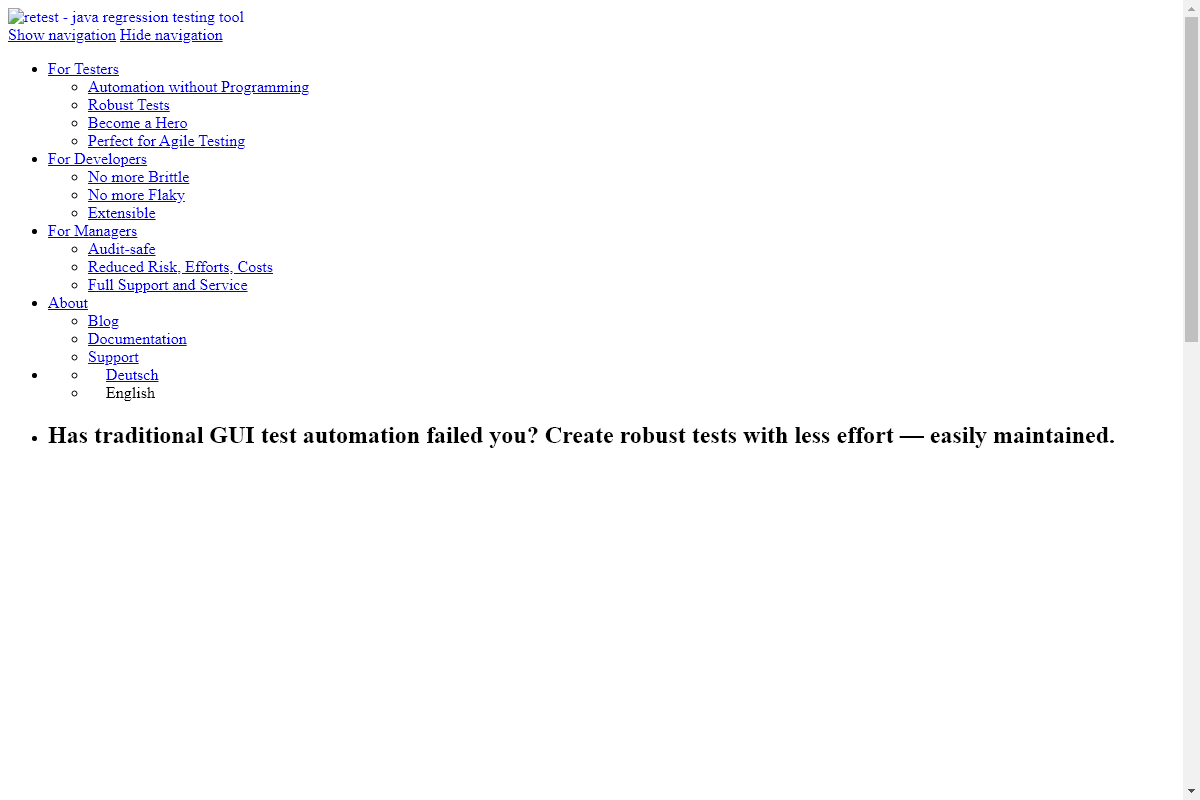 retest - java regression testing tool
Show navigation Hide navigation
For Testers
Automation without Programming
Robust Tests
Become a Hero
Perfect for Agile Testing
For Developers
No more Brittle
No more Flaky
Extensible
For Managers
Audit-safe
Reduced Risk, Efforts, Costs
Full Support and Service
About
Blog
Documentation
Support
Deutsch
English
Has traditional GUI test automation failed you? Create robust tests with less effort — easily maintained.